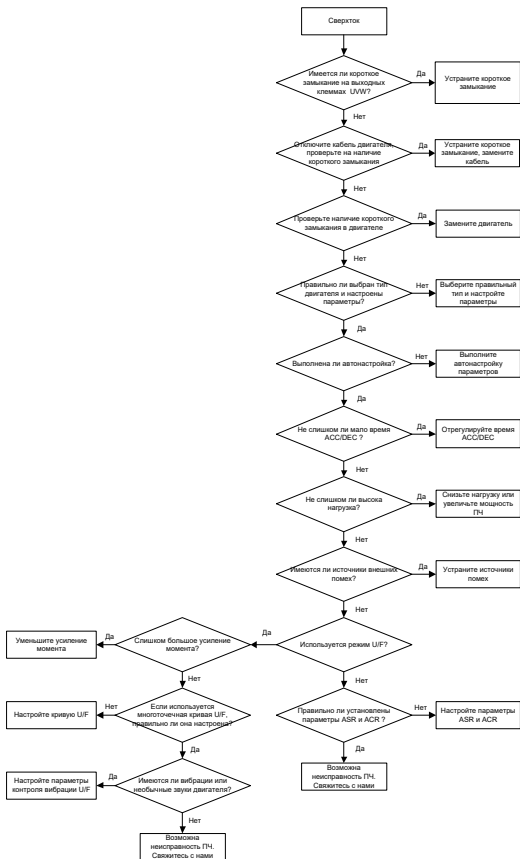 Сверхток
Имеется ли короткое
замыкание на выходных
клеммах UVW?
Да
Устраните короткое
замыкание
Нет
Отключите кабель двигателя,
проверьте на наличие
короткого замыкания
Да
Устраните короткое
замыкание, замените
кабель
Нет
Проверьте наличие короткого
замыкания в двигателе
Да
Замените двигатель
Нет
Правильно ли выбран тип
двигателя и настроены
параметры?
Нет
Выберите правильный
тип и настройте
параметры
Да
Выполнена ли автонастройка?
Нет
Выполните
автонастройку
параметров
Да
Не слишком ли мало время
ACC/DEC ?
Да
Отрегулируйте время
ACC/DEC
Нет
Не слишком ли высока
нагрузка?
Да
Снизьте нагрузку или
увеличьте мощность
ПЧ
Нет
Имеются ли источники внешних
помех?
Да
Устраните источники
помех
Нет
Используется режим U/F?
Да
Слишком большое усиление
момента?
Да
Уменьшите усиление
момента
Нет
Нет
Если используется
многоточечная кривая U/F,
правильно ли она настроена?
Нет
Настройте кривую U/F
Правильно ли установлены
параметры ASR и ACR ?
Нет
Настройте параметры
ASR и ACR
Да
Да
Возможна
неисправность ПЧ.
Свяжитесь с нами
Имеются ли вибрации или
необычные звуки двигателя?
Да
Настройте параметры
контроля вибрации U/F
Нет
Возможна
неисправность ПЧ.
Свяжитесь с нами